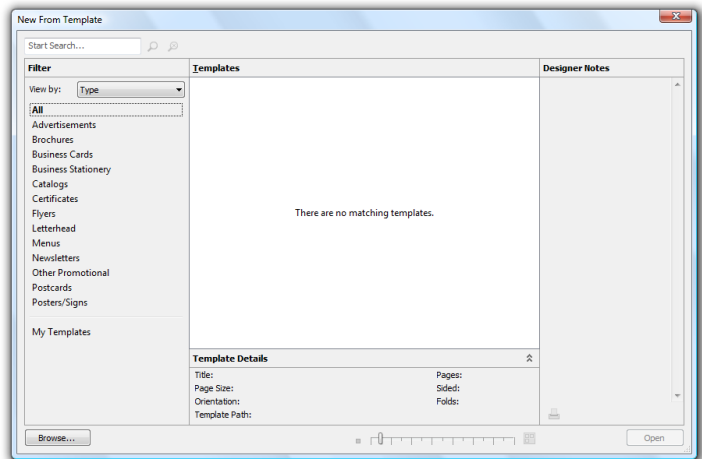 New From Template
Start Search...
Filter
Templates
Designer Notes
View by: Type
All
Advertisements
Brochures
Business Cards
Business Stationery
Catalogs
Certificates
Flyers
Letterhead
Menus
Newsletters
Other Promotional
Postcards
Posters/Signs
My Templates
There are no matching templates.
Template Details
Title: Pages:
Page Size: Sided:
Orientation: Folds:
Template Path:
Browse... Open